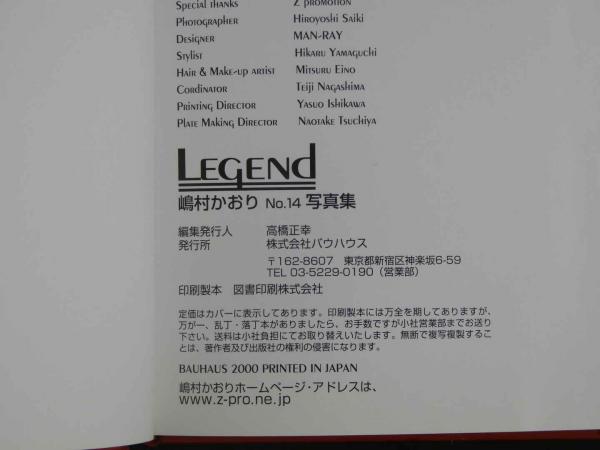 Special thanks Z promotion
Photographer Hiroyoshi Saiki
Designer MAN-RAY
Stylist Hikaru Yamaguchi
Hair & Make-up artist Mitsuru Eino
Cordinator Teiji Nagashima
Printing Director Yasuo Ishikawa
Plate Making Director Naotake Tsuchiya
LEGENd
嶋村かおり No.14 写真集
編集発行人 高橋正幸
発行所 株式会社バウハウス
〒162-8607 東京都新宿区神楽坂6-59
TEL 03-5229-0190（営業部）
印刷製本 図書印刷株式会社
定価はカバーに表示してあります。印刷製本には万全を期してありますが、
万が一、乱丁・落丁本がありましたら、お手数ですが小社営業部までお送り
下さい。送料は小社負担にてお取り替えいたします。無断で複写複製するこ
とは、著作者及び出版社の権利の侵害になります。
BAUHAUS 2000 PRINTED IN JAPAN
嶋村かおりホームページ・アドレスは、
www.z-pro.ne.jp